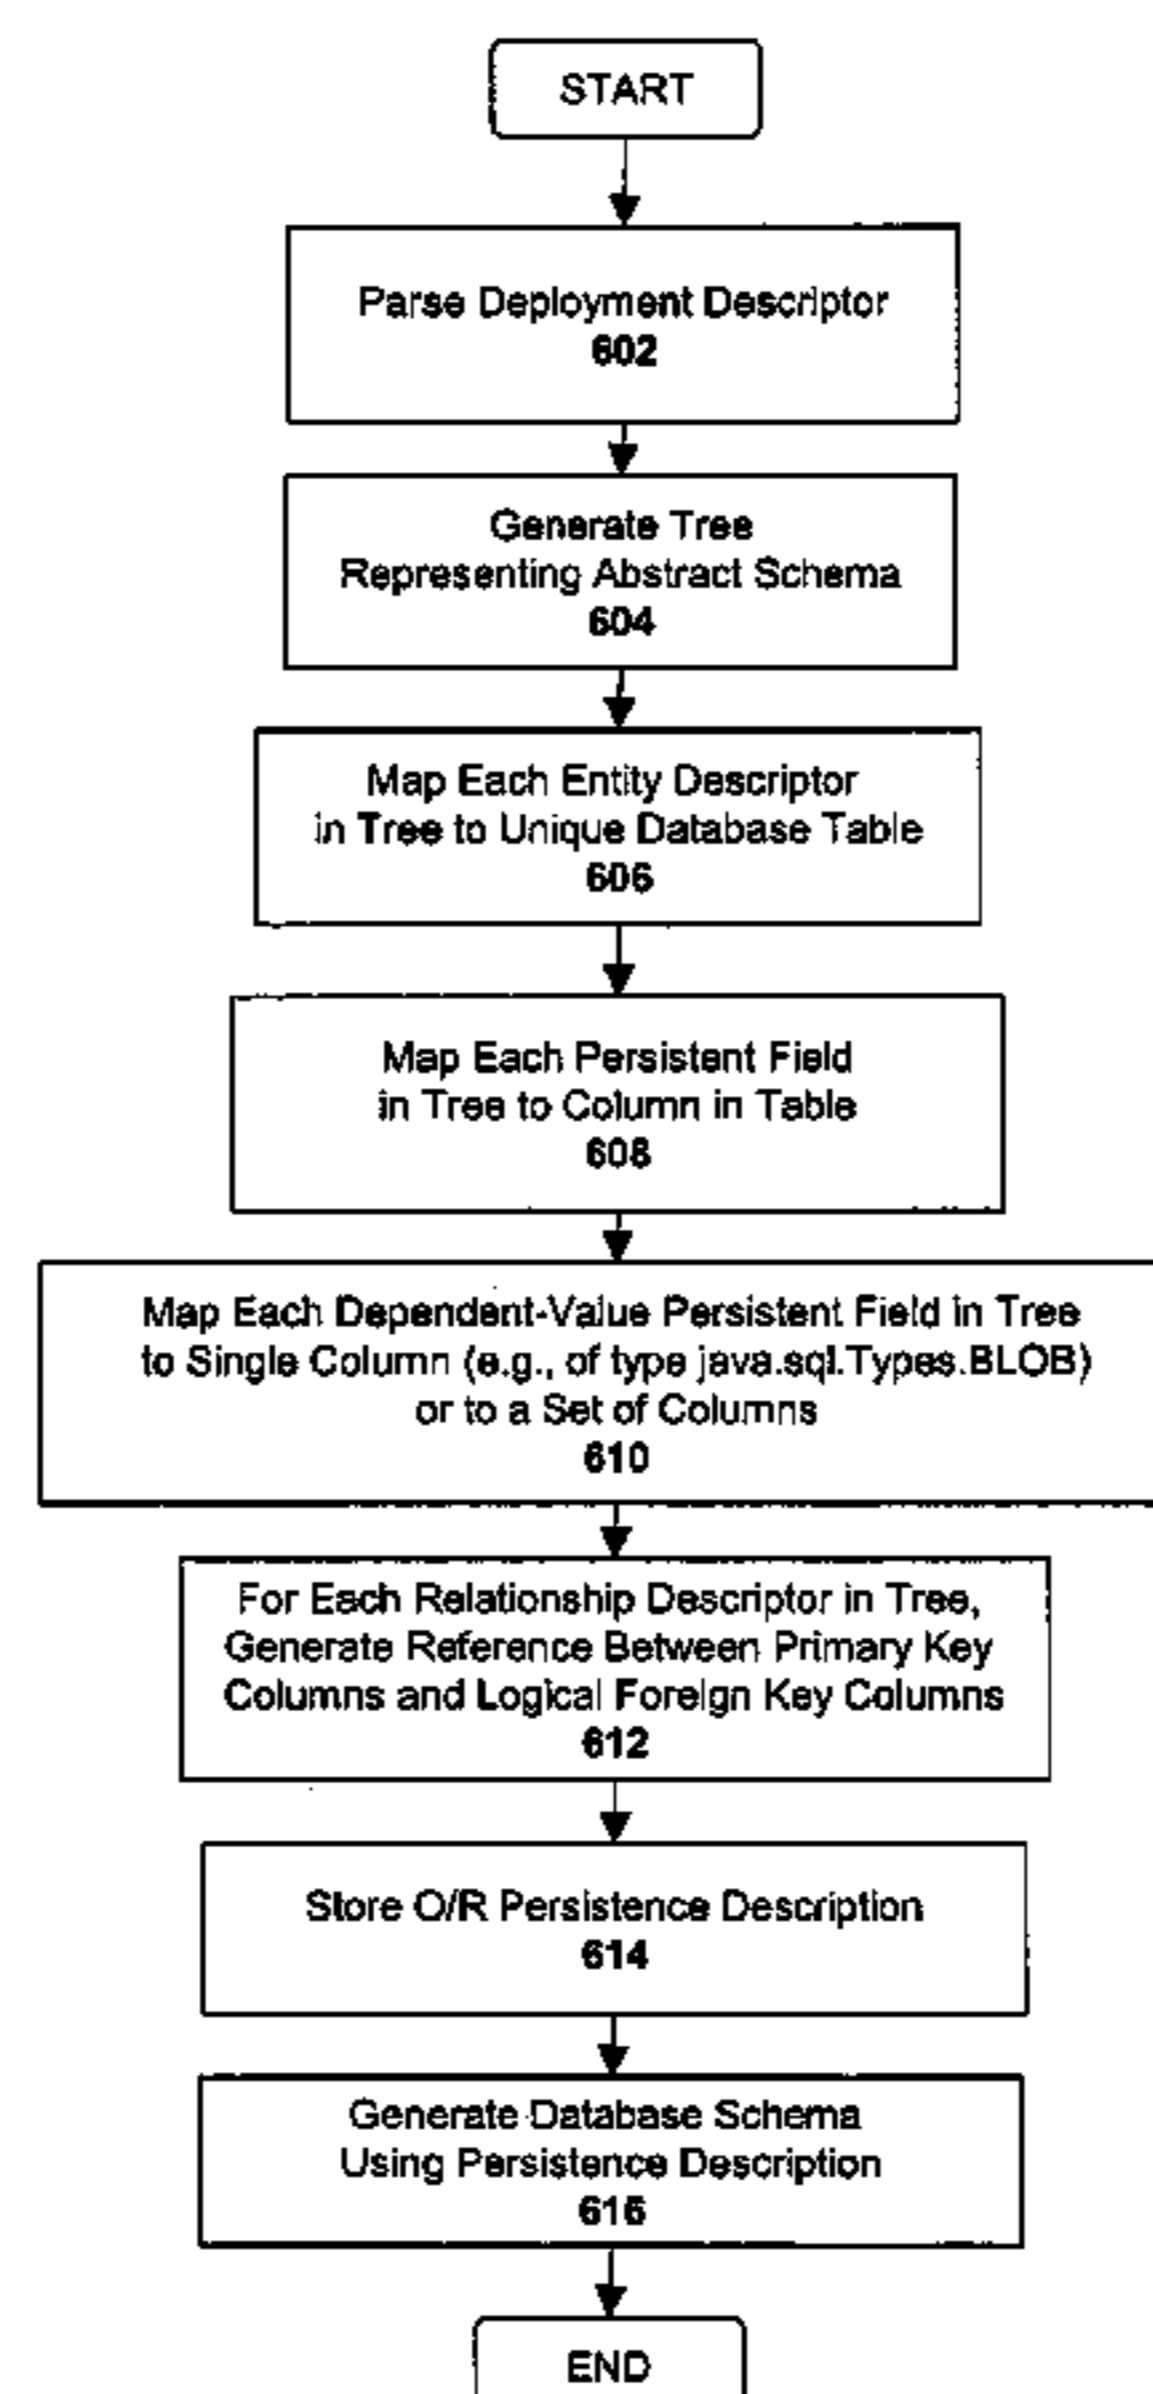 START
Parse Deployment Descriptor
602
Generate Tree
Representing Abstract Schema
604
Map Each Entity Descriptor
in Tree to Unique Database Table
606
Map Each Persistent Field
in Tree to Column in Table
608
Map Each Dependent-Value Persistent Field in Tree
to Single Column (e.g., of type java.sql.Types.BLOB)
or to a Set of Columns
610
For Each Relationship Descriptor in Tree,
Generate Reference Between Primary Key
Columns and Logical Foreign Key Columns
612
Store O/R Persistence Description
614
Generate Database Schema
Using Persistence Description
616
END